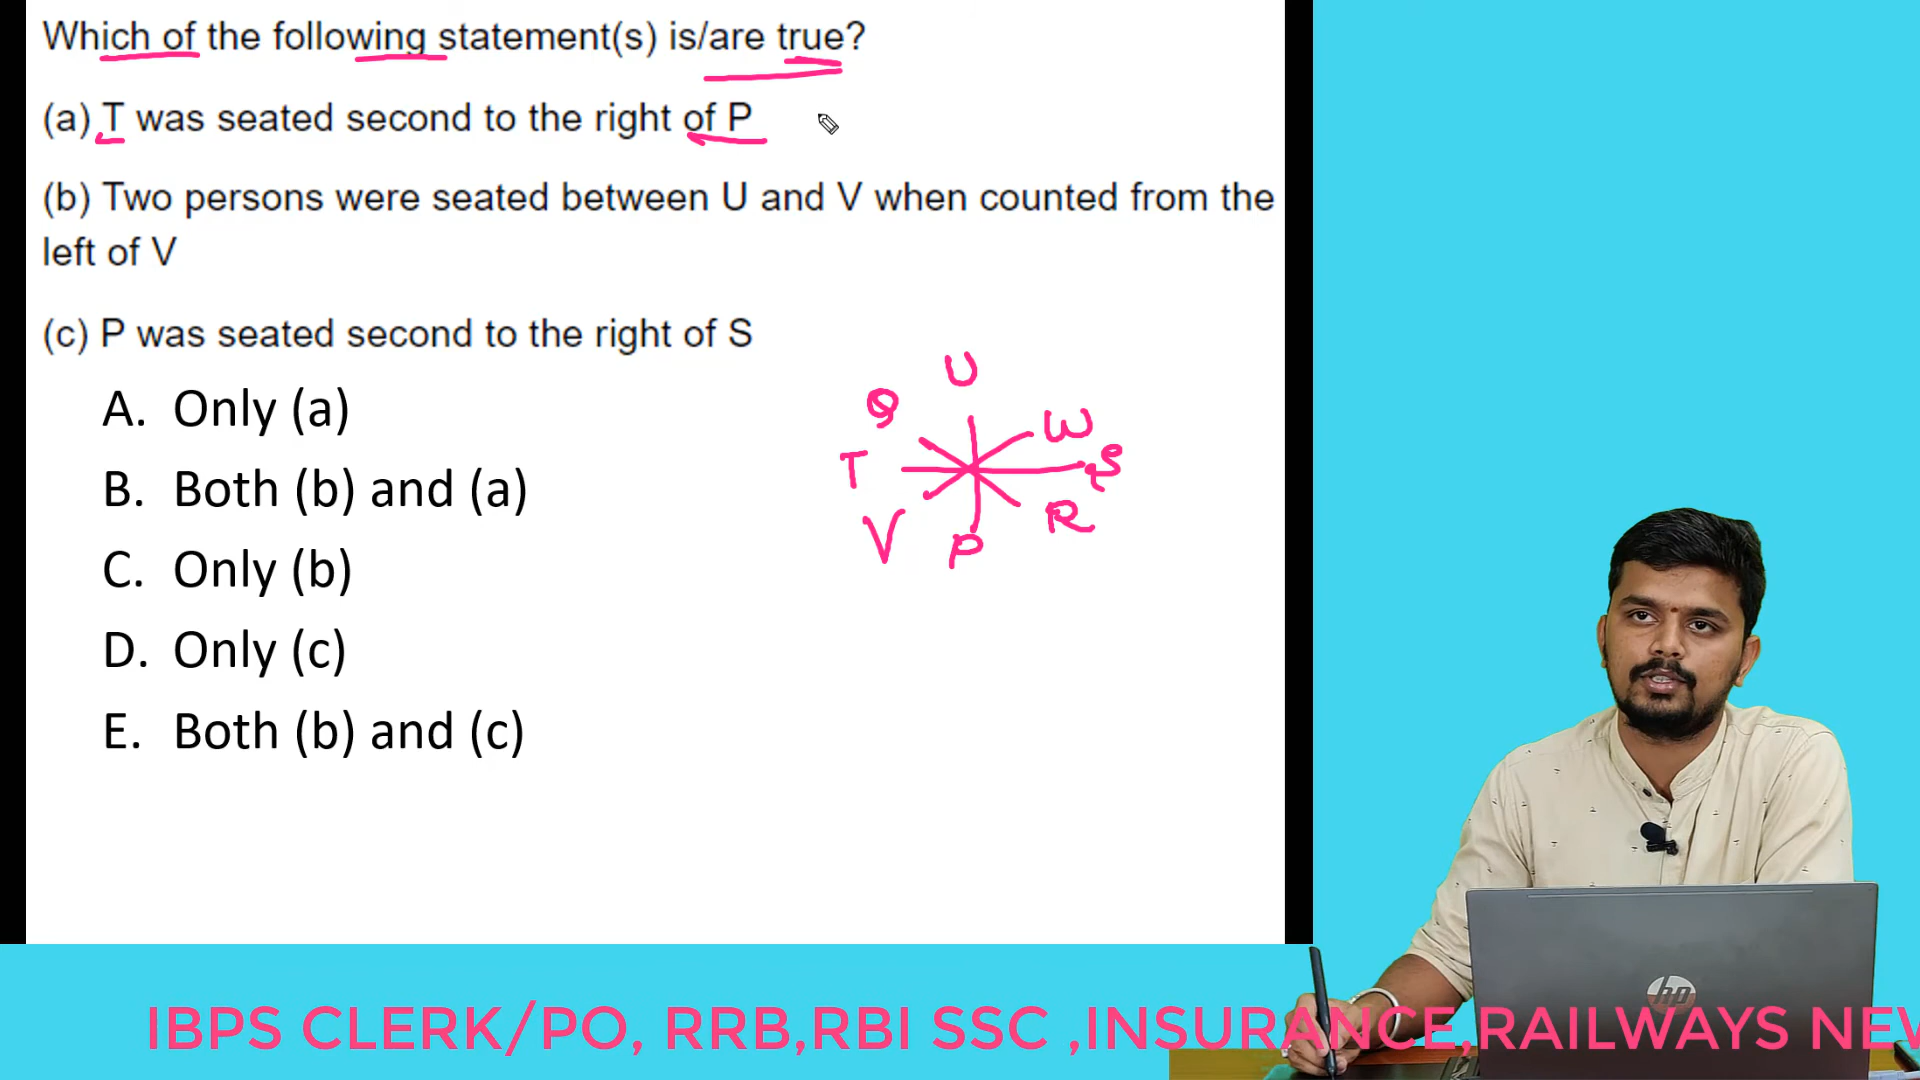 Which of the following statement(s) is/are true?
(a) T was seated second to the right of P
(b) Two persons were seated between U and V when counted from the
left of V
(c) P was seated second to the right of S
A. Only (a)
B. Both (b) and (a)
C. Only (b)
D. Only (c)
E. Both (b) and (c)
U
Q
W
T
S
V
P
R
hp
IBPS CLERK/PO, RRB,RBI SSC ,INSURANCE,RAILWAYS NEW